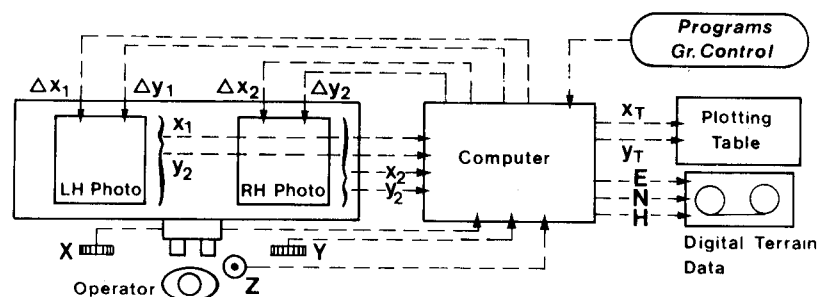 Programs
Gr. Control
Δx1 Δy1 Δx2 Δy2
x1
y2
LH Photo
RH Photo
x2
y2
Computer
xT
yT
Plotting
Table
E
N
H
Digital Terrain
Data
X
Y
Z
Operator